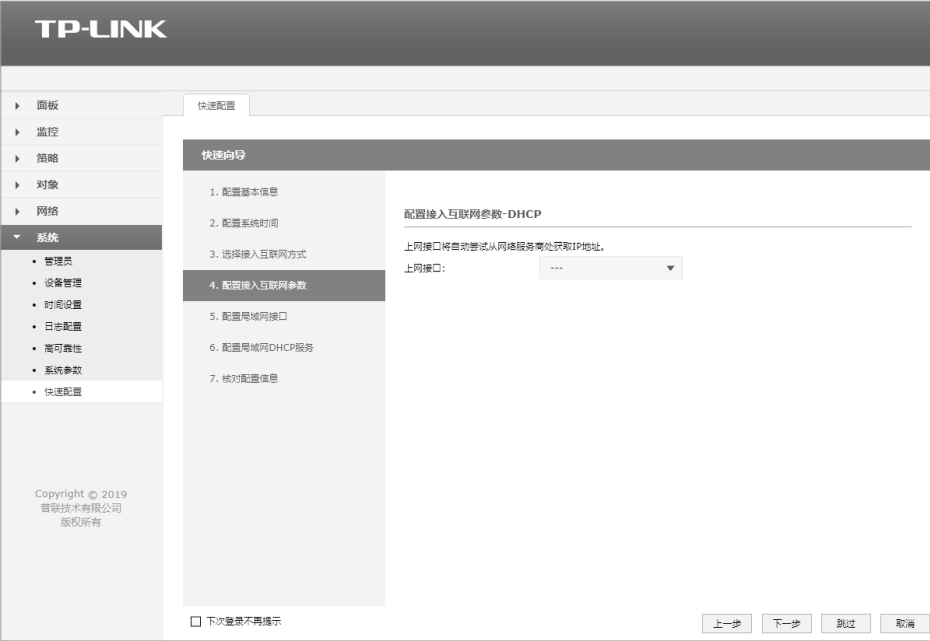 TP-LINK
面板
监控
策略
对象
网络
系统
管理员
设备管理
时间设置
日志配置
高可靠性
系统参数
快速配置
Copyright © 2019
普联技术有限公司
版权所有
快速配置
快速向导
1. 配置基本信息
2. 配置系统时间
3. 选择接入互联网方式
4. 配置接入互联网参数
5. 配置局域网接口
6. 配置局域网DHCP服务
7. 核对配置信息
配置接入互联网参数-DHCP
上网接口将自动尝试从网络服务商处获取IP地址。
上网接口: ---
下次登录不再提示
上一步 下一步 跳过 取消